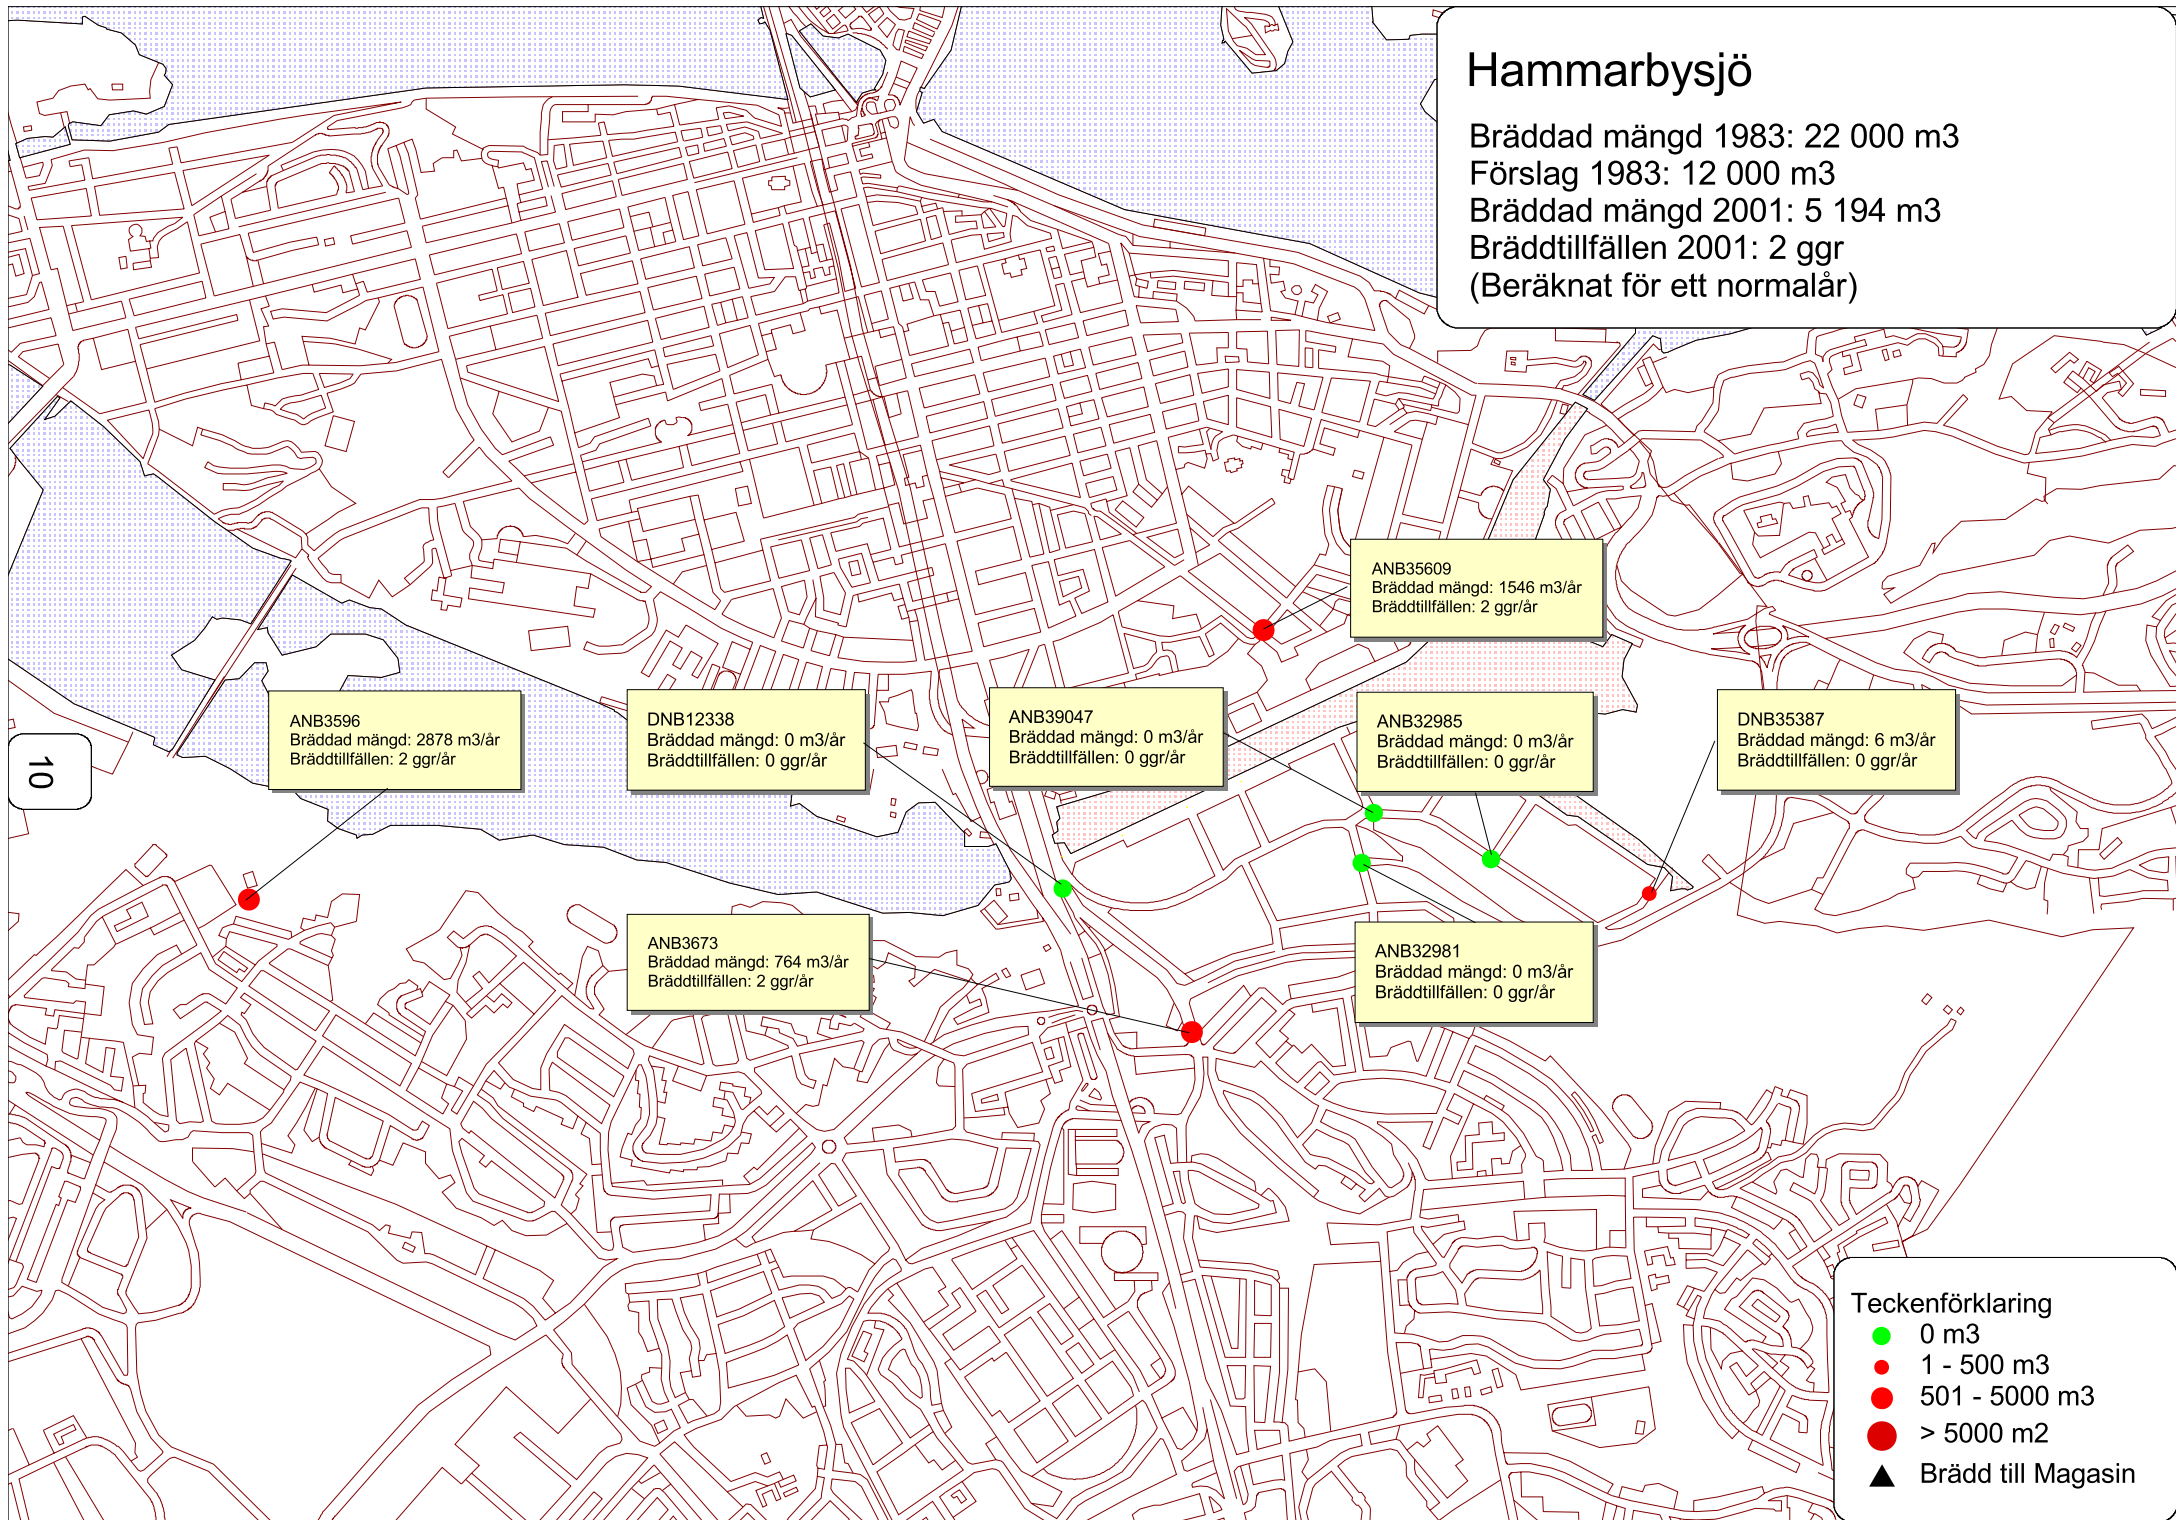 Hammarbysjö
Bräddad mängd 1983: 22 000 m3
Förslag 1983: 12 000 m3
Bräddad mängd 2001: 5 194 m3
Bräddtillfällen 2001: 2 ggr
(Beräknat för ett normalår)
ANB35609
Bräddad mängd: 1546 m3/år
Bräddtillfällen: 2 ggr/år
ANB3596
Bräddad mängd: 2878 m3/år
Bräddtillfällen: 2 ggr/år
DNB12338
Bräddad mängd: 0 m3/år
Bräddtillfällen: 0 ggr/år
ANB39047
Bräddad mängd: 0 m3/år
Bräddtillfällen: 0 ggr/år
ANB32985
Bräddad mängd: 0 m3/år
Bräddtillfällen: 0 ggr/år
DNB35387
Bräddad mängd: 6 m3/år
Bräddtillfällen: 0 ggr/år
10
ANB3673
Bräddad mängd: 764 m3/år
Bräddtillfällen: 2 ggr/år
ANB32981
Bräddad mängd: 0 m3/år
Bräddtillfällen: 0 ggr/år
Teckenförklaring
0 m3
1 - 500 m3
501 - 5000 m3
> 5000 m2
Brädd till Magasin